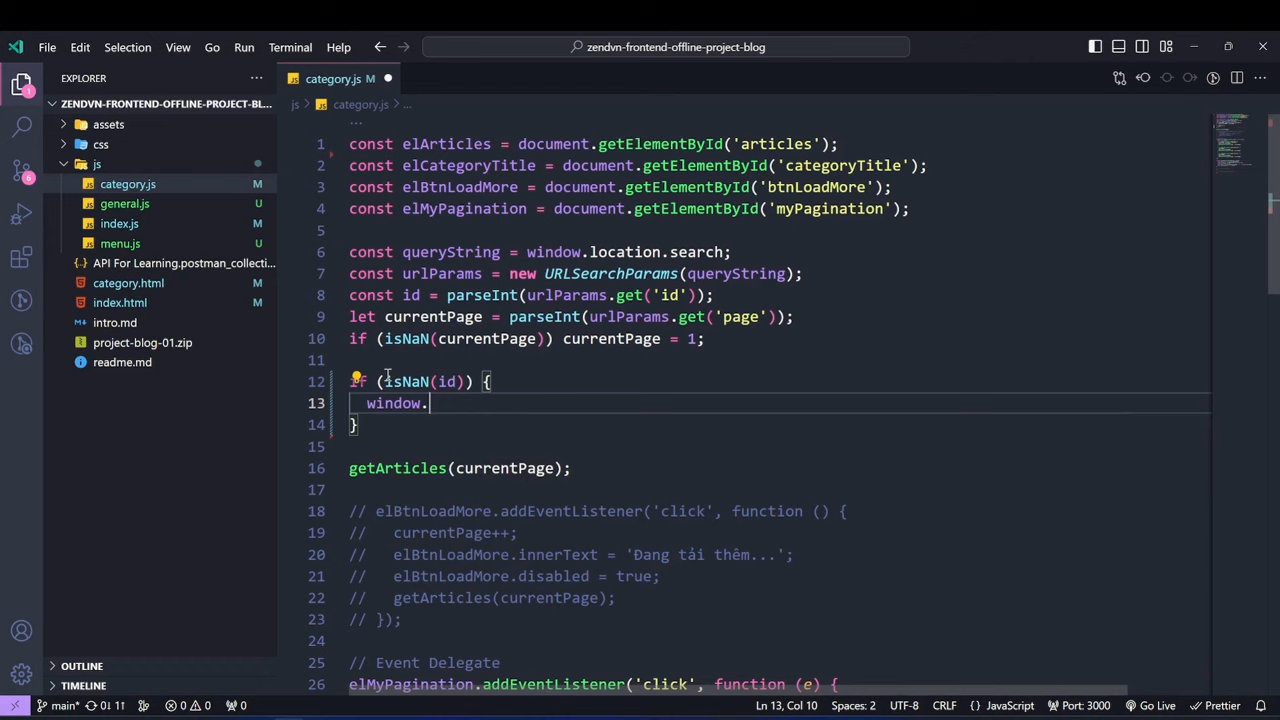 File Edit Selection View Go Run Terminal Help zendvn-frontend-offline-project-blog
EXPLORER
category.js M
ZENDVN-FRONTEND-OFFLINE-PROJECT-BL...
js > category.js > ...
assets
css
js
category.js M
general.js U
index.js M
menu.js U
API For Learning.postman_collecti...
category.html M
index.html M
intro.md
project-blog-01.zip
readme.md
OUTLINE
TIMELINE
1 const elArticles = document.getElementById('articles');
2 const elCategoryTitle = document.getElementById('categoryTitle');
3 const elBtnLoadMore = document.getElementById('btnLoadMore');
4 const elMyPagination = document.getElementById('myPagination');
5
6 const queryString = window.location.search;
7 const urlParams = new URLSearchParams(queryString);
8 const id = parseInt(urlParams.get('id'));
9 let currentPage = parseInt(urlParams.get('page'));
10 if (isNaN(currentPage)) currentPage = 1;
11
12 if (isNaN(id)) {
13 window.
14 }
15
16 getArticles(currentPage);
17
18 // elBtnLoadMore.addEventListener('click', function () {
19 // currentPage++;
20 // elBtnLoadMore.innerText = 'Đang tải thêm...';
21 // elBtnLoadMore.disabled = true;
22 // getArticles(currentPage);
23 // });
24
25 // Event Delegate
26 elMyPagination.addEventListener('click', function (e) {
1
6
main* 0↓ 1↑ 0 0 0 Ln 13, Col 10 Spaces: 2 UTF-8 CRLF {} JavaScript Go Live Port: 3000 Prettier